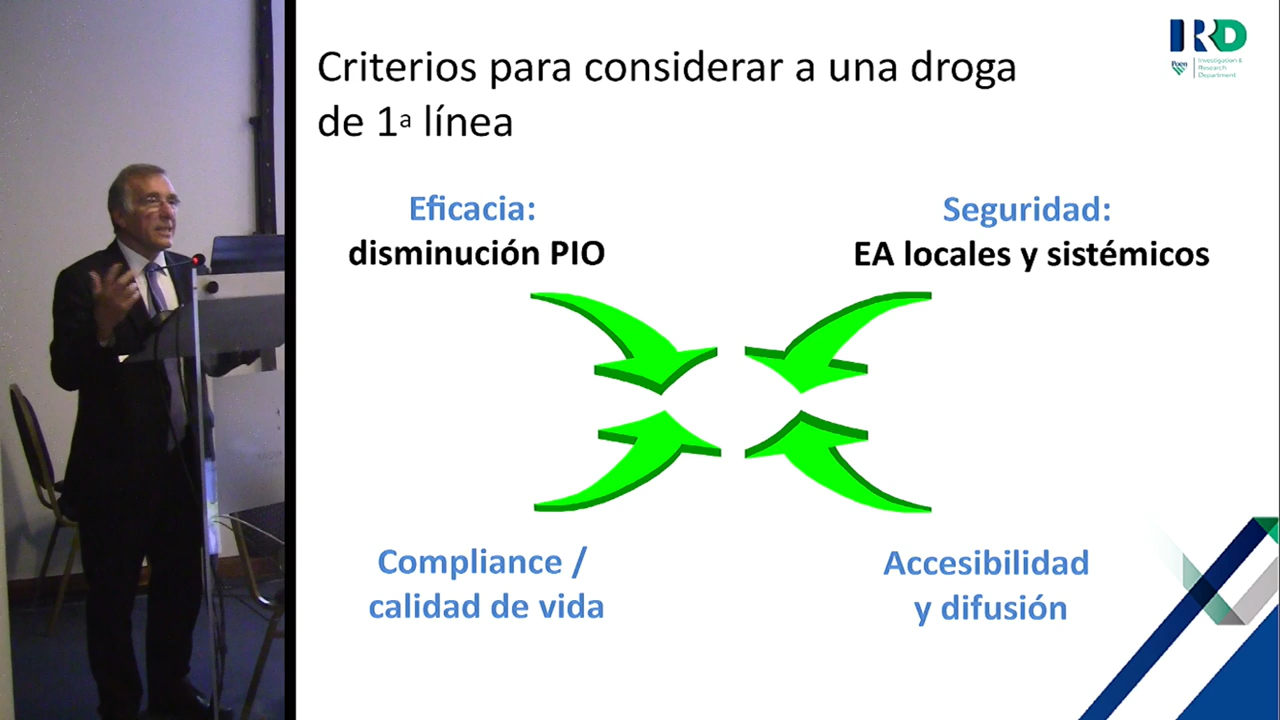 Criterios para considerar a una droga
de 1ª línea
IRD
Poen
Investigation &
Research
Department
Eficacia:
disminución PIO
Seguridad:
EA locales y sistémicos
Compliance /
calidad de vida
Accesibilidad
y difusión